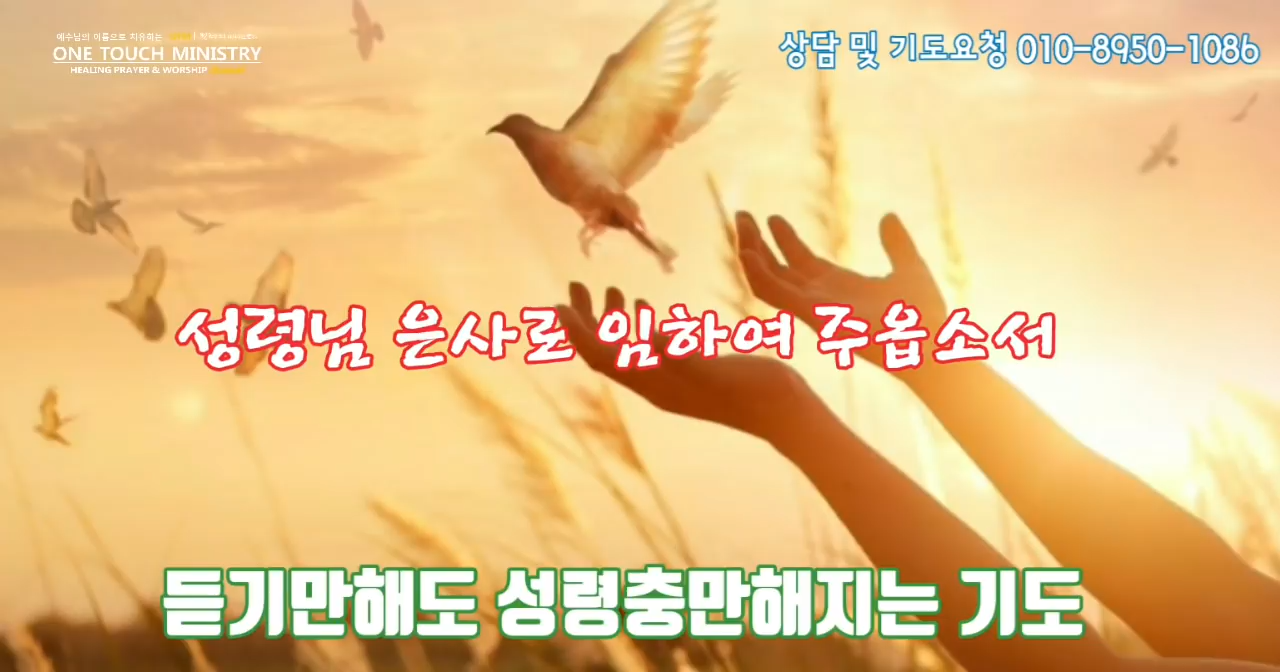 예수님의 이름으로 치유하는
ONE TOUCH MINISTRY
HEALING PRAYER & WORSHIP
상담 및 기도요청 010-8950-1086
성령님 은사로 임하여 주옵소서
듣기만해도 성령충만해지는 기도